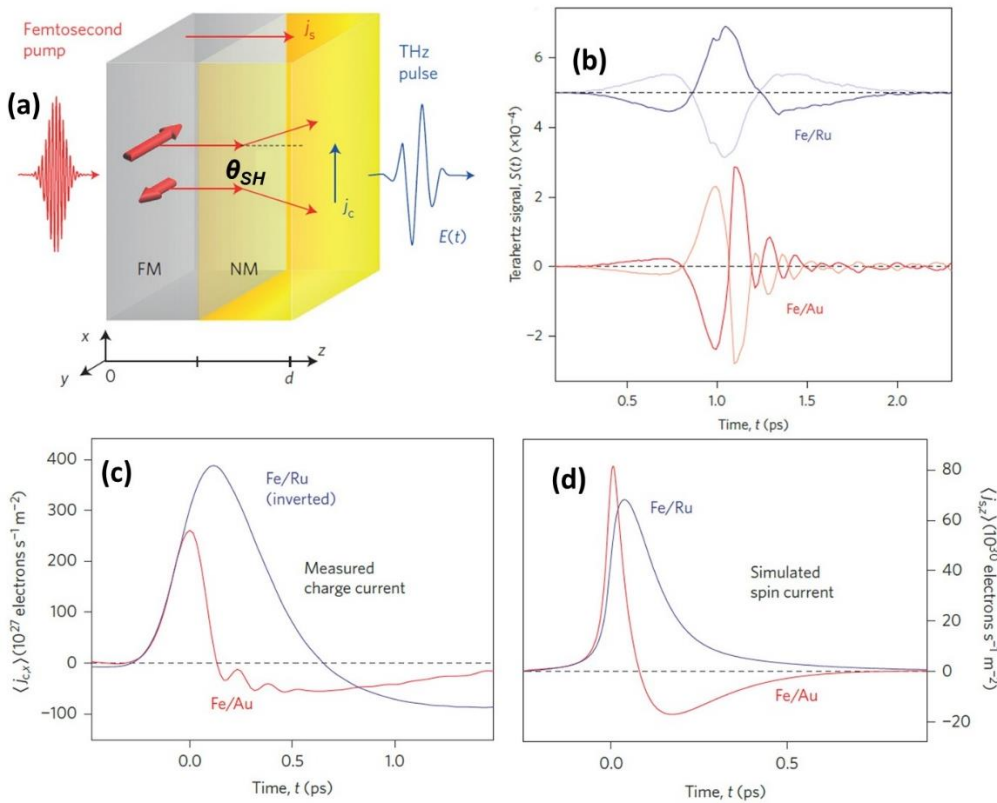 Femtosecond
pump
(a)
j_s
THz
pulse
θ_SH
j_c
E(t)
FM
NM
x
y
0
d
z
(b)
Terahertz signal, S(t) (×10⁻⁴)
6
4
0
−2
Fe/Ru
Fe/Au
0.5
1.0
1.5
2.0
Time, t (ps)
(c)
⟨j_c,x⟩ (10²⁷ electrons s⁻¹ m⁻²)
400
300
200
100
0
−100
Fe/Ru
(inverted)
Measured
charge current
Fe/Au
0.0
0.5
1.0
Time, t (ps)
(d)
Fe/Ru
Simulated
spin current
Fe/Au
0.0
0.5
Time, t (ps)
80
60
40
20
0
−20
⟨j_s,z⟩ (10³⁰ electrons s⁻¹ m⁻²)